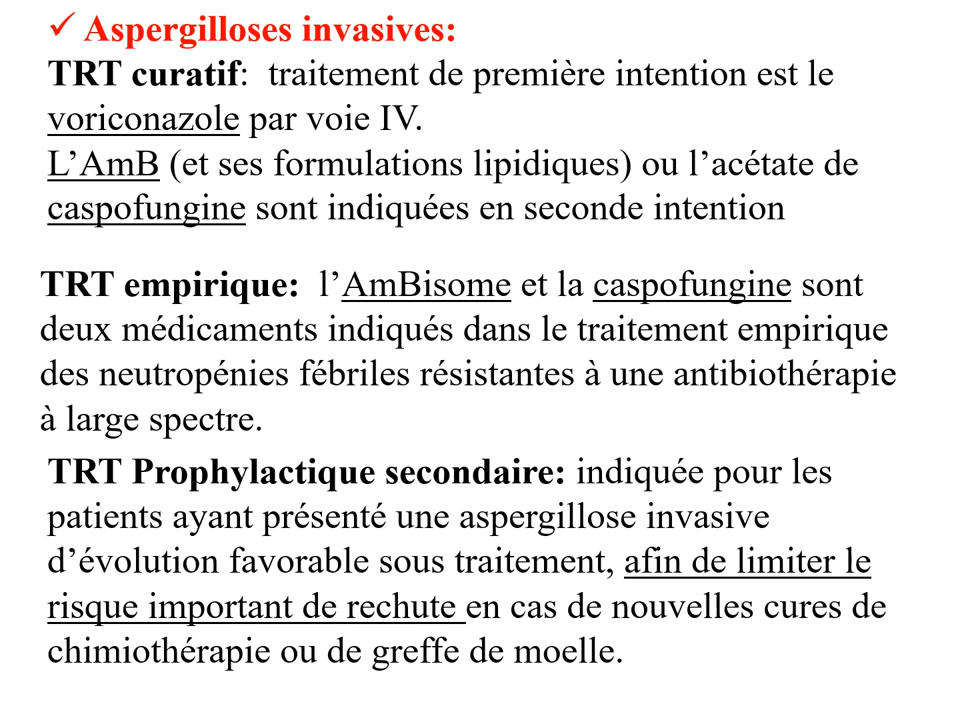 ✓ Aspergilloses invasives:
TRT curatif: traitement de première intention est le
voriconazole par voie IV.
L’AmB (et ses formulations lipidiques) ou l’acétate de
caspofungine sont indiquées en seconde intention
TRT empirique: l’AmBisome et la caspofungine sont
deux médicaments indiqués dans le traitement empirique
des neutropénies fébriles résistantes à une antibiothérapie
à large spectre.
TRT Prophylactique secondaire: indiquée pour les
patients ayant présenté une aspergillose invasive
d’évolution favorable sous traitement, afin de limiter le
risque important de rechute en cas de nouvelles cures de
chimiothérapie ou de greffe de moelle.